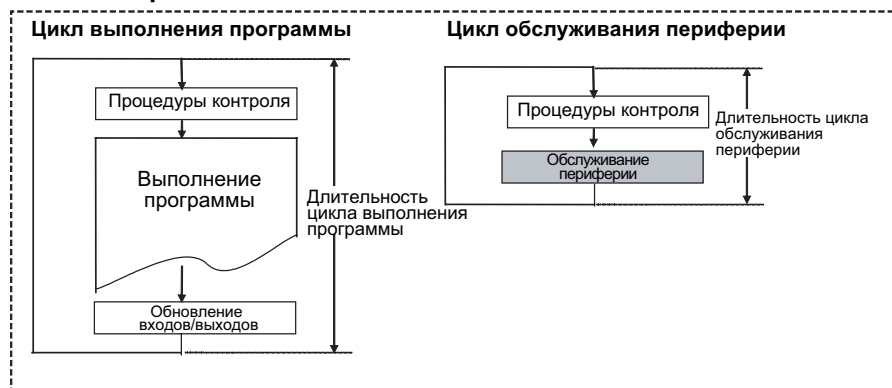 Цикл выполнения программы
Процедуры контроля
Выполнение
программы
Длительность
цикла выполнения
программы
Обновление
входов/выходов
Цикл обслуживания периферии
Процедуры контроля
Обслуживание
периферии
Длительность цикла
обслуживания
периферии